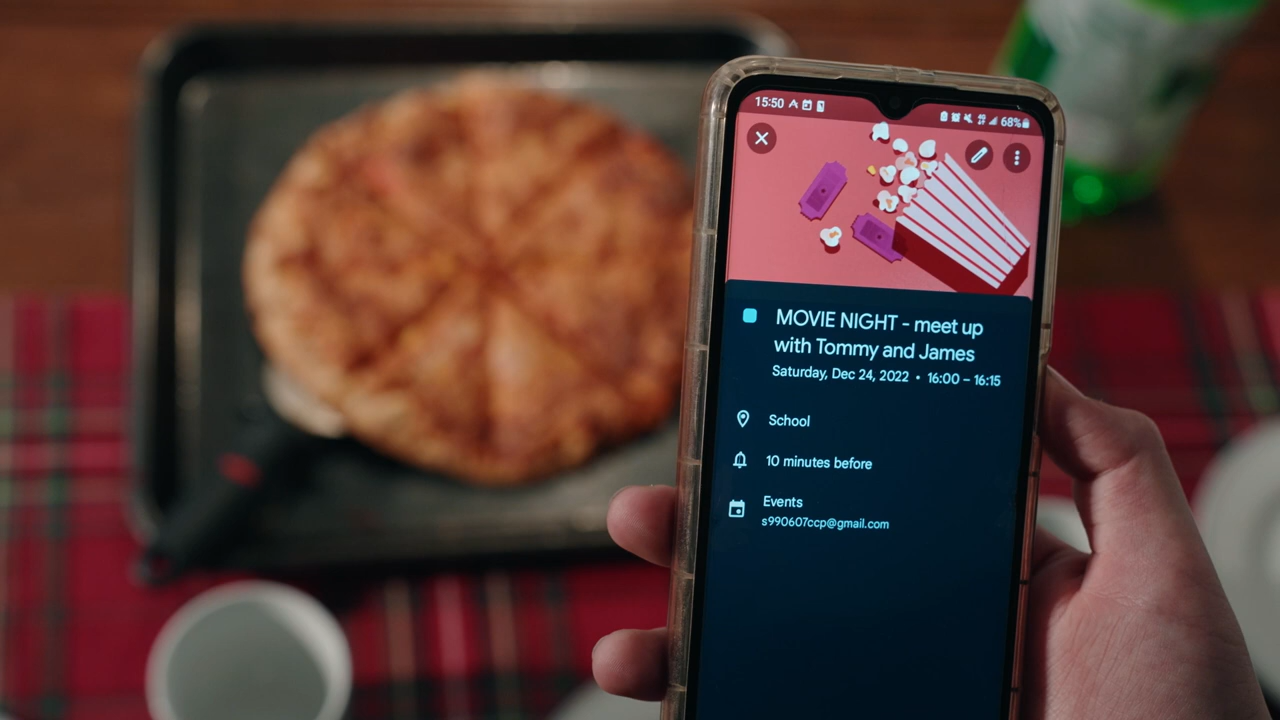 15:50
68%
MOVIE NIGHT - meet up
with Tommy and James
Saturday, Dec 24, 2022 • 16:00 – 16:15
School
10 minutes before
Events
s990607ccp@gmail.com